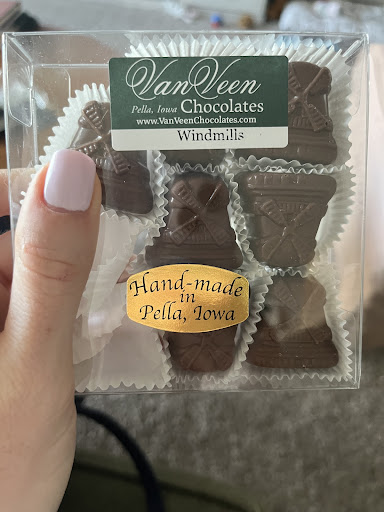 VanVeen
Pella, Iowa Chocolates
www.VanVeenChocolates.com
Windmills
Hand-made
in
Pella, Iowa